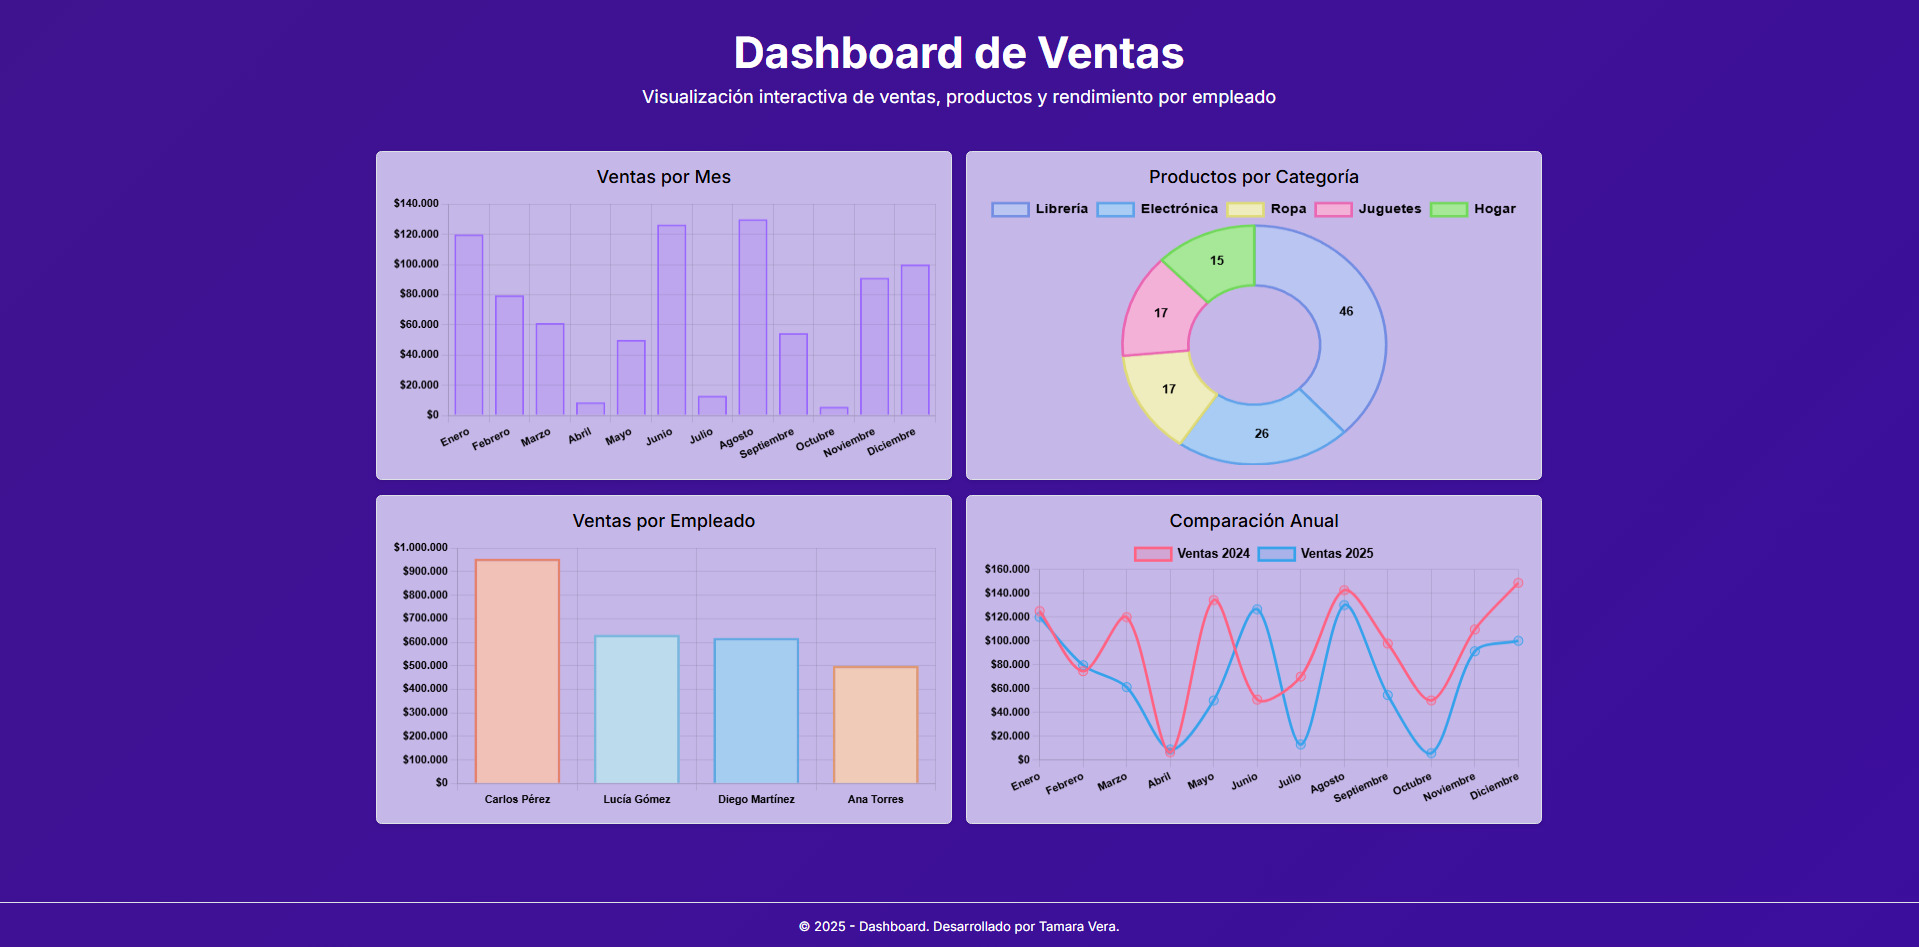 Dashboard de Ventas
Visualización interactiva de ventas, productos y rendimiento por empleado
Ventas por Mes
$140.000
$120.000
$100.000
$80.000
$60.000
$40.000
$20.000
$0
Enero Febrero Marzo Abril Mayo Junio Julio Agosto Septiembre Octubre Noviembre Diciembre
Productos por Categoría
Librería Electrónica Ropa Juguetes Hogar
15
46
17
17
26
Ventas por Empleado
$1.000.000
$900.000
$800.000
$700.000
$600.000
$500.000
$400.000
$300.000
$200.000
$100.000
$0
Carlos Pérez Lucía Gómez Diego Martínez Ana Torres
Comparación Anual
Ventas 2024 Ventas 2025
$160.000
$140.000
$120.000
$100.000
$80.000
$60.000
$40.000
$20.000
$0
Enero Febrero Marzo Abril Mayo Junio Julio Agosto Septiembre Octubre Noviembre Diciembre
© 2025 - Dashboard. Desarrollado por Tamara Vera.